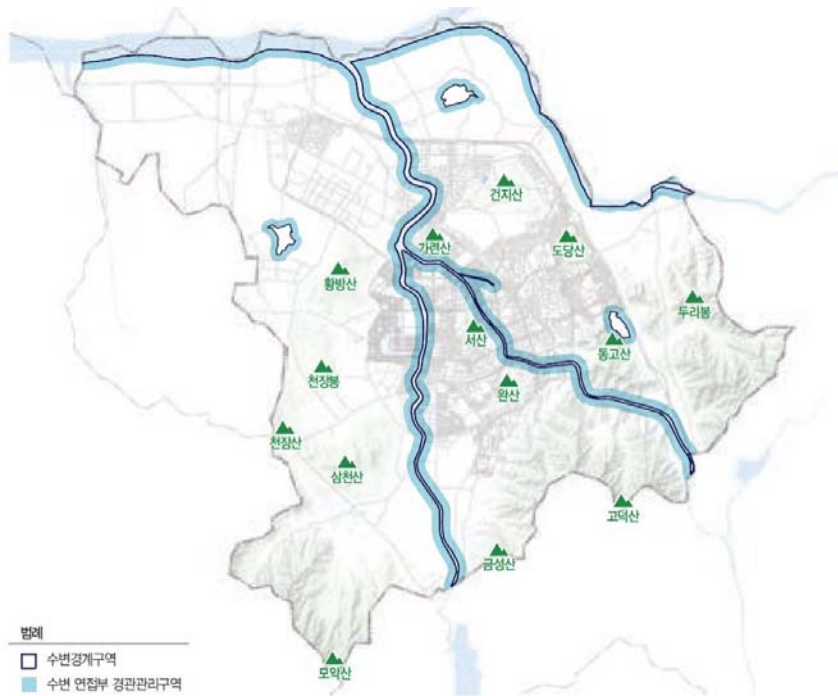 건지산
가련산
도당산
황방산
두리봉
서산
동고산
천장봉
완산
천잠산
삼천산
고덕산
금성산
모악산
범례
수변경계구역
수변 연접부 경관관리구역